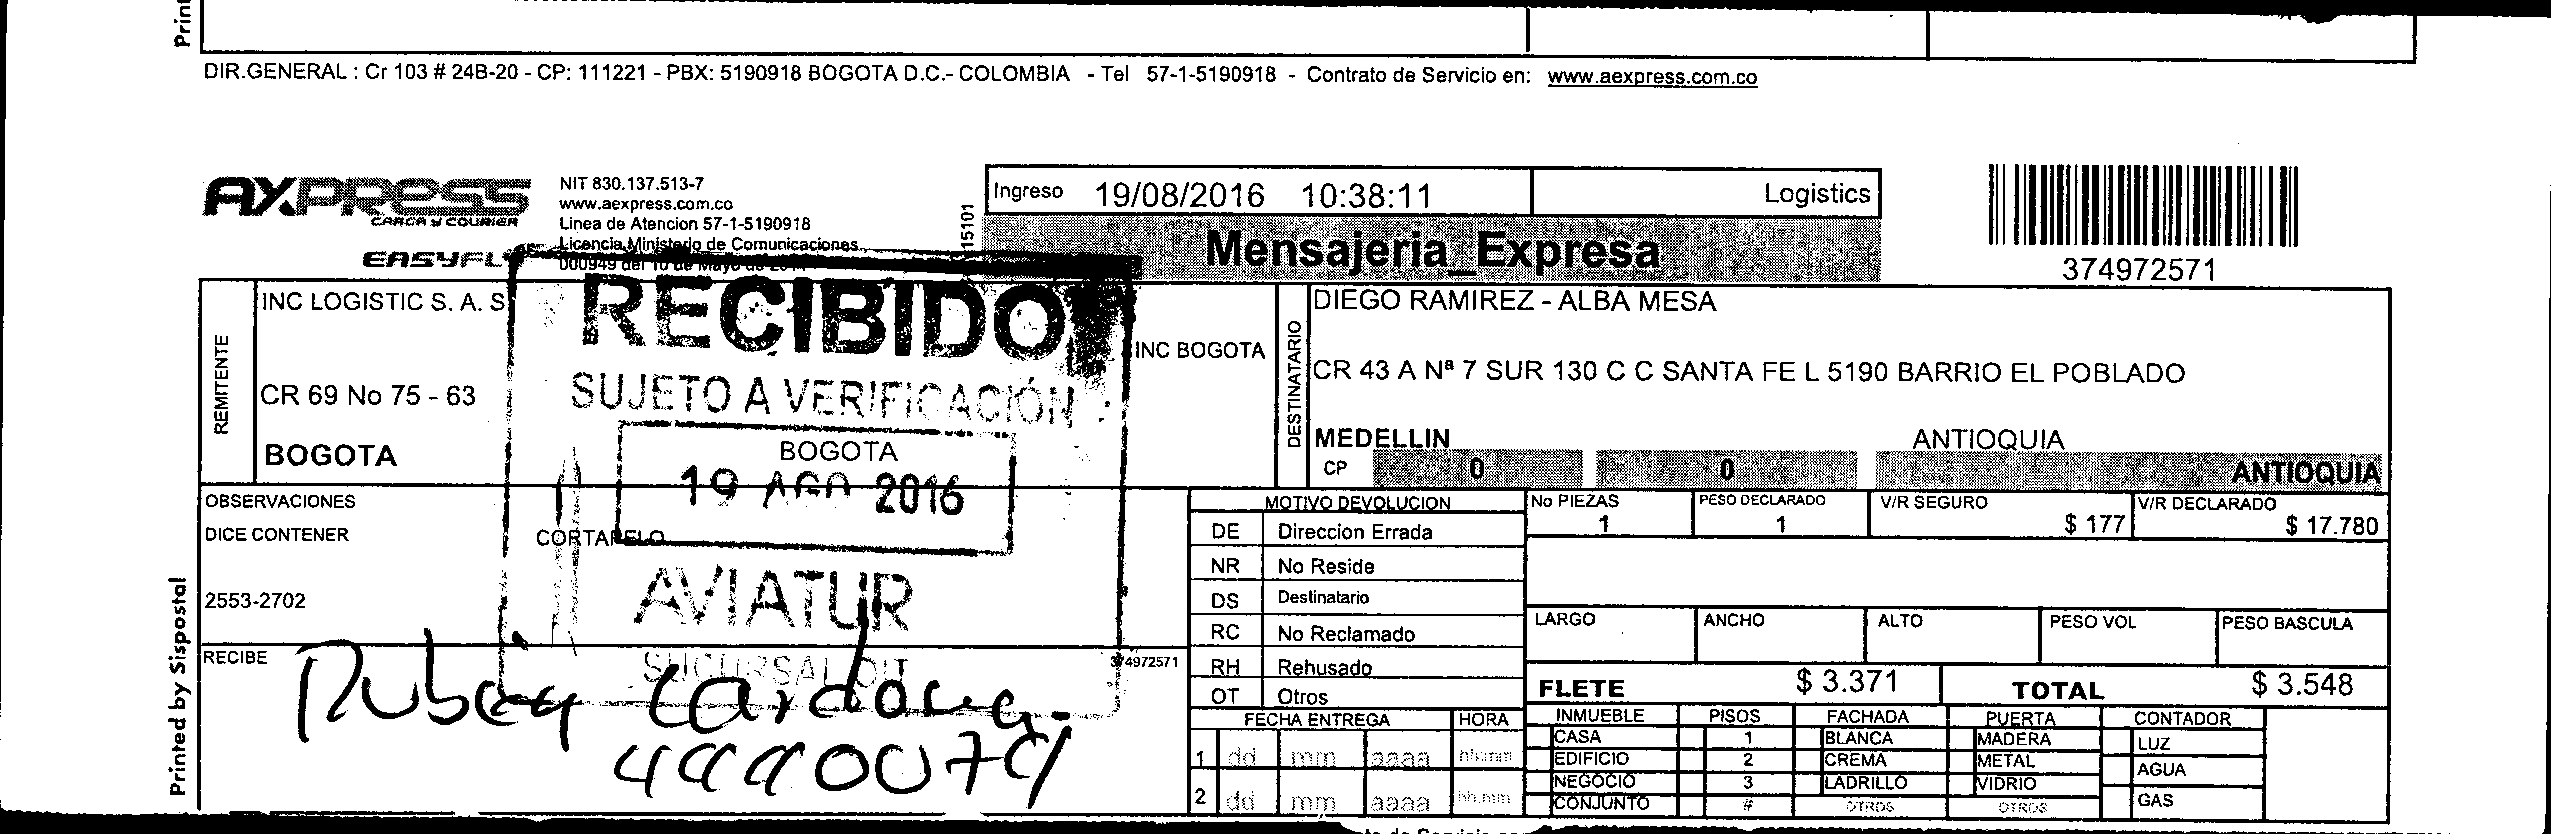 Print
DIR.GENERAL : Cr 103 # 24B-20 - CP: 111221 - PBX: 5190918 BOGOTA D.C.- COLOMBIA - Tel 57-1-5190918 - Contrato de Servicio en: www.aexpress.com.co
AXPRESS
CARGA Y COURIER
EASYFLY
NIT 830.137.513-7
www.aexpress.com.co
Linea de Atencion 57-1-5190918
Licencia Ministerio de Comunicaciones
000949 del 10 de Mayo de
15101
Ingreso 19/08/2016 10:38:11 Logistics
Mensajeria_Expresa
374972571
REMITENTE
INC LOGISTIC S. A. S
INC BOGOTA
CR 69 No 75 - 63
BOGOTA
BOGOTA
RECIBIDO
SUJETO A VERIFICACIÓN
19 AGO 2016
AVIATUR
SUCURSAL
DESTINATARIO
DIEGO RAMIREZ - ALBA MESA
CR 43 A Nª 7 SUR 130 C C SANTA FE L 5190 BARRIO EL POBLADO
MEDELLIN ANTIOQUIA
CP 0 0 ANTIOQUIA
OBSERVACIONES
DICE CONTENER CORTAPELO
2553-2702
RECIBE
374972571
Cardona
Printed by Sispostal
MOTIVO DEVOLUCION
DE Direccion Errada
NR No Reside
DS Destinatario
RC No Reclamado
RH Rehusado
OT Otros
FECHA ENTREGA HORA
1 dd mm aaaa hh:mm
2 dd mm aaaa hh:mm
No PIEZAS PESO DECLARADO V/R SEGURO V/R DECLARADO
1 1 $ 177 $ 17.780
LARGO ANCHO ALTO PESO VOL PESO BASCULA
FLETE $ 3.371 TOTAL $ 3.548
INMUEBLE PISOS FACHADA PUERTA CONTADOR
CASA 1 BLANCA MADERA LUZ
EDIFICIO 2 CREMA METAL AGUA
NEGOCIO 3 LADRILLO VIDRIO GAS
CONJUNTO # OTROS OTROS